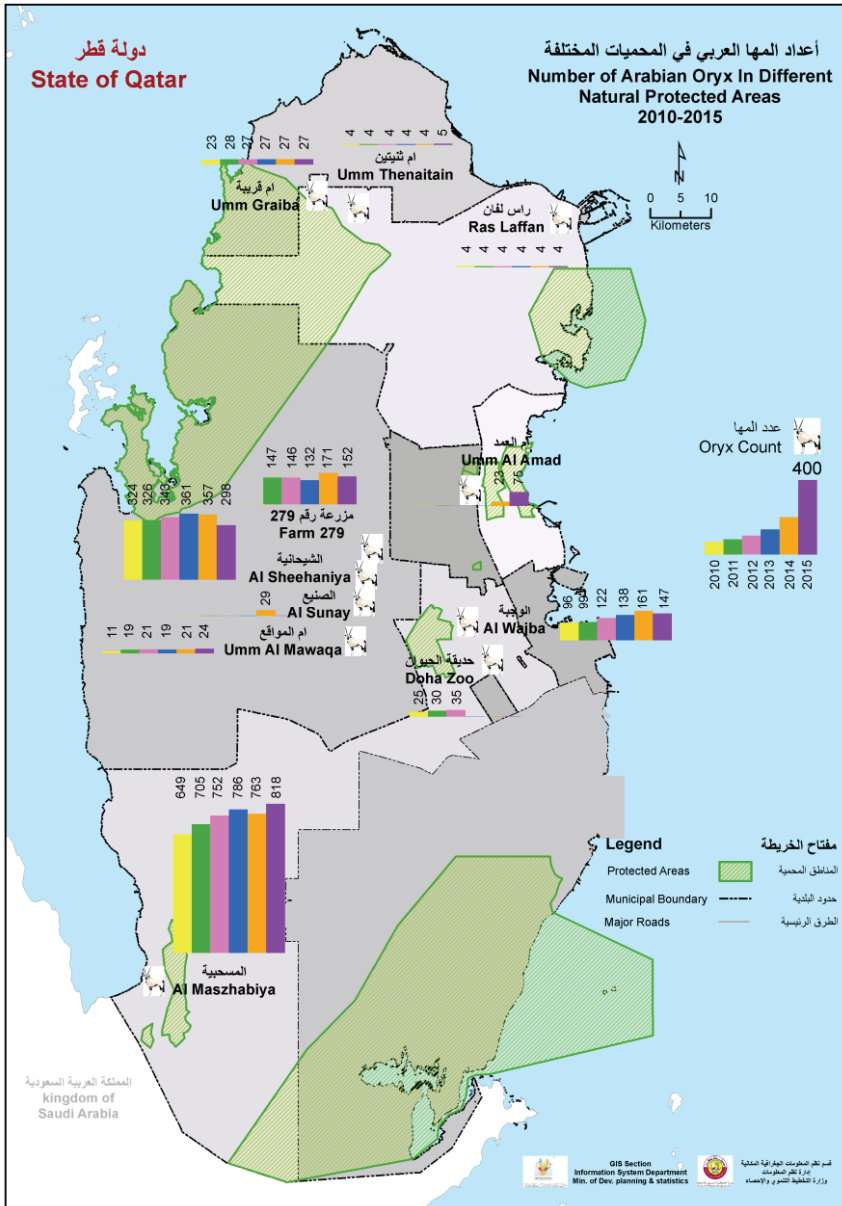 دولة قطر
State of Qatar
أعداد المها العربي في المحميات المختلفة
Number of Arabian Oryx In Different
Natural Protected Areas
2010-2015
N
0 5 10
Kilometers
23 28 27 27 27 27
ام قريبة
Umm Graiba
4 4 4 4 4 5
ام ثنيتين
Umm Thenaitain
راس لفان
Ras Laffan
4 4 4 4 4 4
ام العمد
Umm Al Amad
23 75
عدد المها
Oryx Count
400
2010 2011 2012 2013 2014 2015
324 326 343 361 357 298
147 146 132 171 152
مزرعة رقم 279
Farm 279
الشيحانية
Al Sheehaniya
الصنيع
Al Sunay
29
ام المواقع
Umm Al Mawaqa
11 19 21 19 21 24
الوجبة
Al Wajba
96 99 122 138 161 147
حديقة الحيوان
Doha Zoo
25 30 35
649 705 752 786 763 818
المسحبية
Al Maszhabiya
Legend مفتاح الخريطة
Protected Areas المناطق المحمية
Municipal Boundary حدود البلدية
Major Roads الطرق الرئيسية
المملكة العربية السعودية
kingdom of
Saudi Arabia
GIS Section
Information System Department
Min. of Dev. planning & statistics
قسم نظم المعلومات الجغرافية المكانية
إدارة نظم المعلومات
وزارة التخطيط التنموي والإحصاء